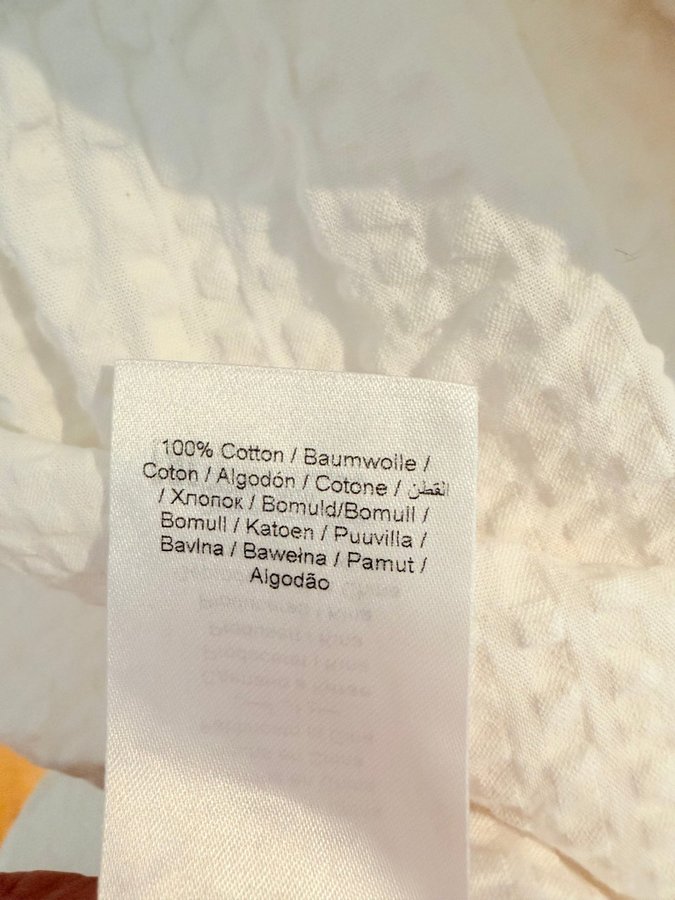 100% Cotton / Baumwolle /
Coton / Algodón / Cotone / القطن
/ Хлопок / Bomuld/Bomull /
Bomull / Katoen / Puuvilla /
Bavlna / Bawełna / Pamut /
Algodão